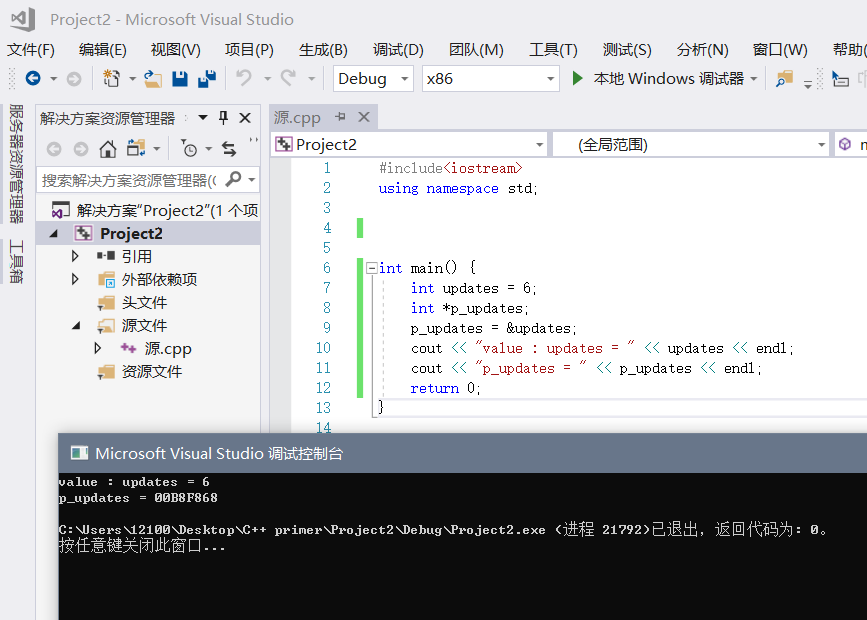 Project2 - Microsoft Visual Studio
文件(F) 编辑(E) 视图(V) 项目(P) 生成(B) 调试(D) 团队(M) 工具(T) 测试(S) 分析(N) 窗口(W) 帮助(
Debug x86 本地 Windows 调试器
服务器资源管理器
工具箱
解决方案资源管理器
搜索解决方案资源管理器(
解决方案"Project2"(1 个项
Project2
引用
外部依赖项
头文件
源文件
源.cpp
资源文件
源.cpp
Project2 (全局范围)
1 #include<iostream>
2 using namespace std;
3
4
5
6 int main() {
7 int updates = 6;
8 int *p_updates;
9 p_updates = &updates;
10 cout << "value : updates = " << updates << endl;
11 cout << "p_updates = " << p_updates << endl;
12 return 0;
13 }
14
Microsoft Visual Studio 调试控制台
value : updates = 6
p_updates = 00B8F868
C:\Users\12100\Desktop\C++ primer\Project2\Debug\Project2.exe (进程 21792)已退出，返回代码为: 0。
按任意键关闭此窗口...